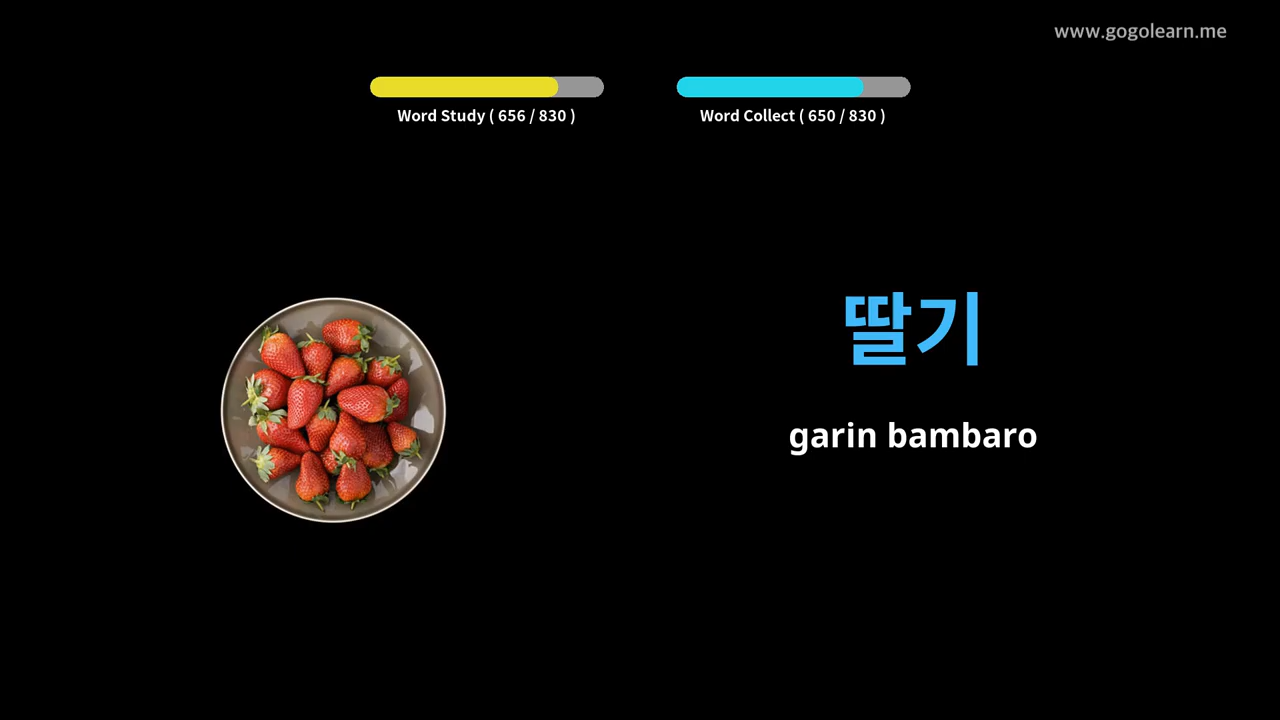 www.gogolearn.me
Word Study ( 656 / 830 )
Word Collect ( 650 / 830 )
딸기
garin bambaro